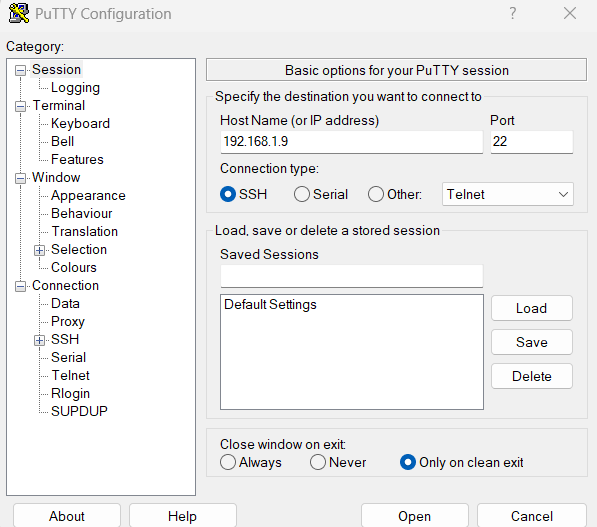 PuTTY Configuration ? ×
Category:
Session
Logging
Terminal
Keyboard
Bell
Features
Window
Appearance
Behaviour
Translation
Selection
Colours
Connection
Data
Proxy
SSH
Serial
Telnet
Rlogin
SUPDUP
Basic options for your PuTTY session
Specify the destination you want to connect to
Host Name (or IP address) Port
192.168.1.9 22
Connection type:
SSH Serial Other: Telnet
Load, save or delete a stored session
Saved Sessions
Default Settings
Load
Save
Delete
Close window on exit:
Always Never Only on clean exit
About Help Open Cancel